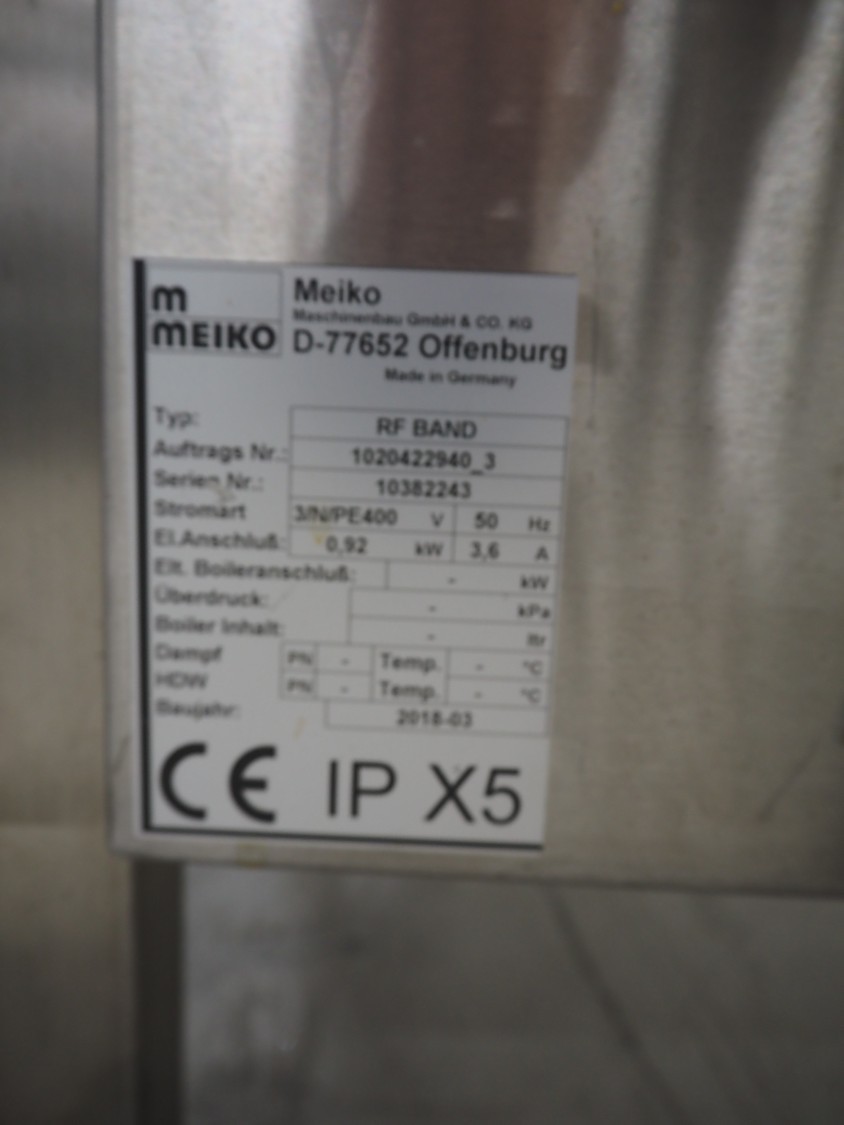 m
MEIKO
Meiko
Maschinenbau GmbH & CO. KG
D-77652 Offenburg
Made in Germany
Typ: RF BAND
Auftrags Nr.: 1020422940_3
Serien Nr.: 10382243
Stromart 3/N/PE400 V 50 Hz
El.Anschluß: 0,92 kW 3,6 A
Elt. Boileranschluß: - kW
Überdruck: - kPa
Boiler Inhalt: - ltr
Dampf PN - Temp. - °C
HDW PN - Temp. - °C
Baujahr: 2018-03
CE IP X5